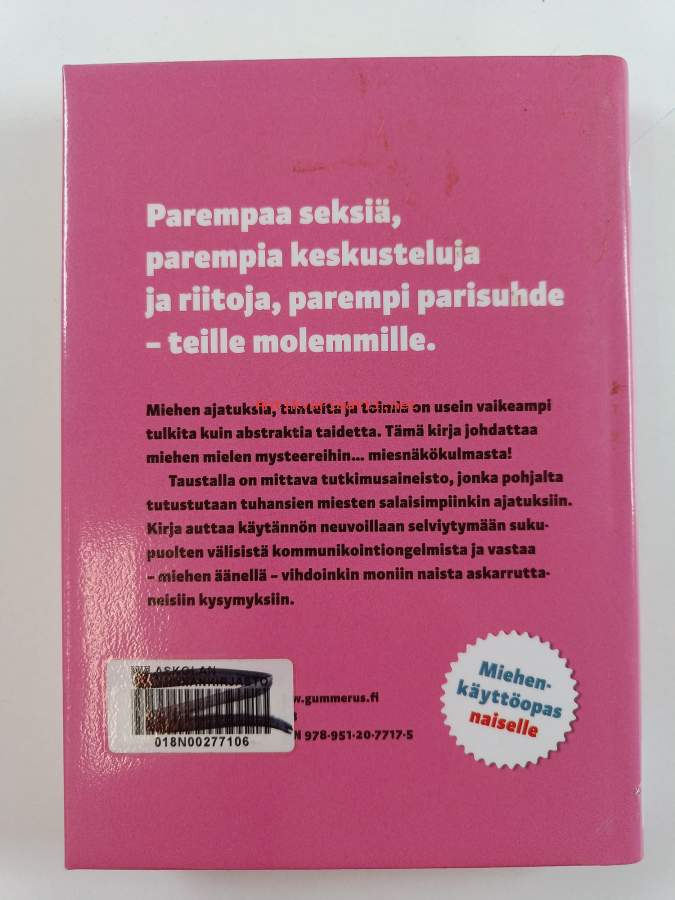 Parempaa seksiä,
parempia keskusteluja
ja riitoja, parempi parisuhde
– teille molemmille.
Miehen ajatuksia, tunteita ja toimia on usein vaikeampi
tulkita kuin abstraktia taidetta. Tämä kirja johdattaa
miehen mielen mysteereihin... miesnäkökulmasta!
Taustalla on mittava tutkimusaineisto, jonka pohjalta
tutustutaan tuhansien miesten salaisimpiinkin ajatuksiin.
Kirja auttaa käytännön neuvoillaan selviytymään suku-
puolten välisistä kommunikointiongelmista ja vastaa
– miehen äänellä – vihdoinkin moniin naista askarrutta-
neisiin kysymyksiin.
ASKOLAN
018N00277106
w.gummerus.fi
N 978-951-20-7717-5
Miehen-
käyttöopas
naiselle